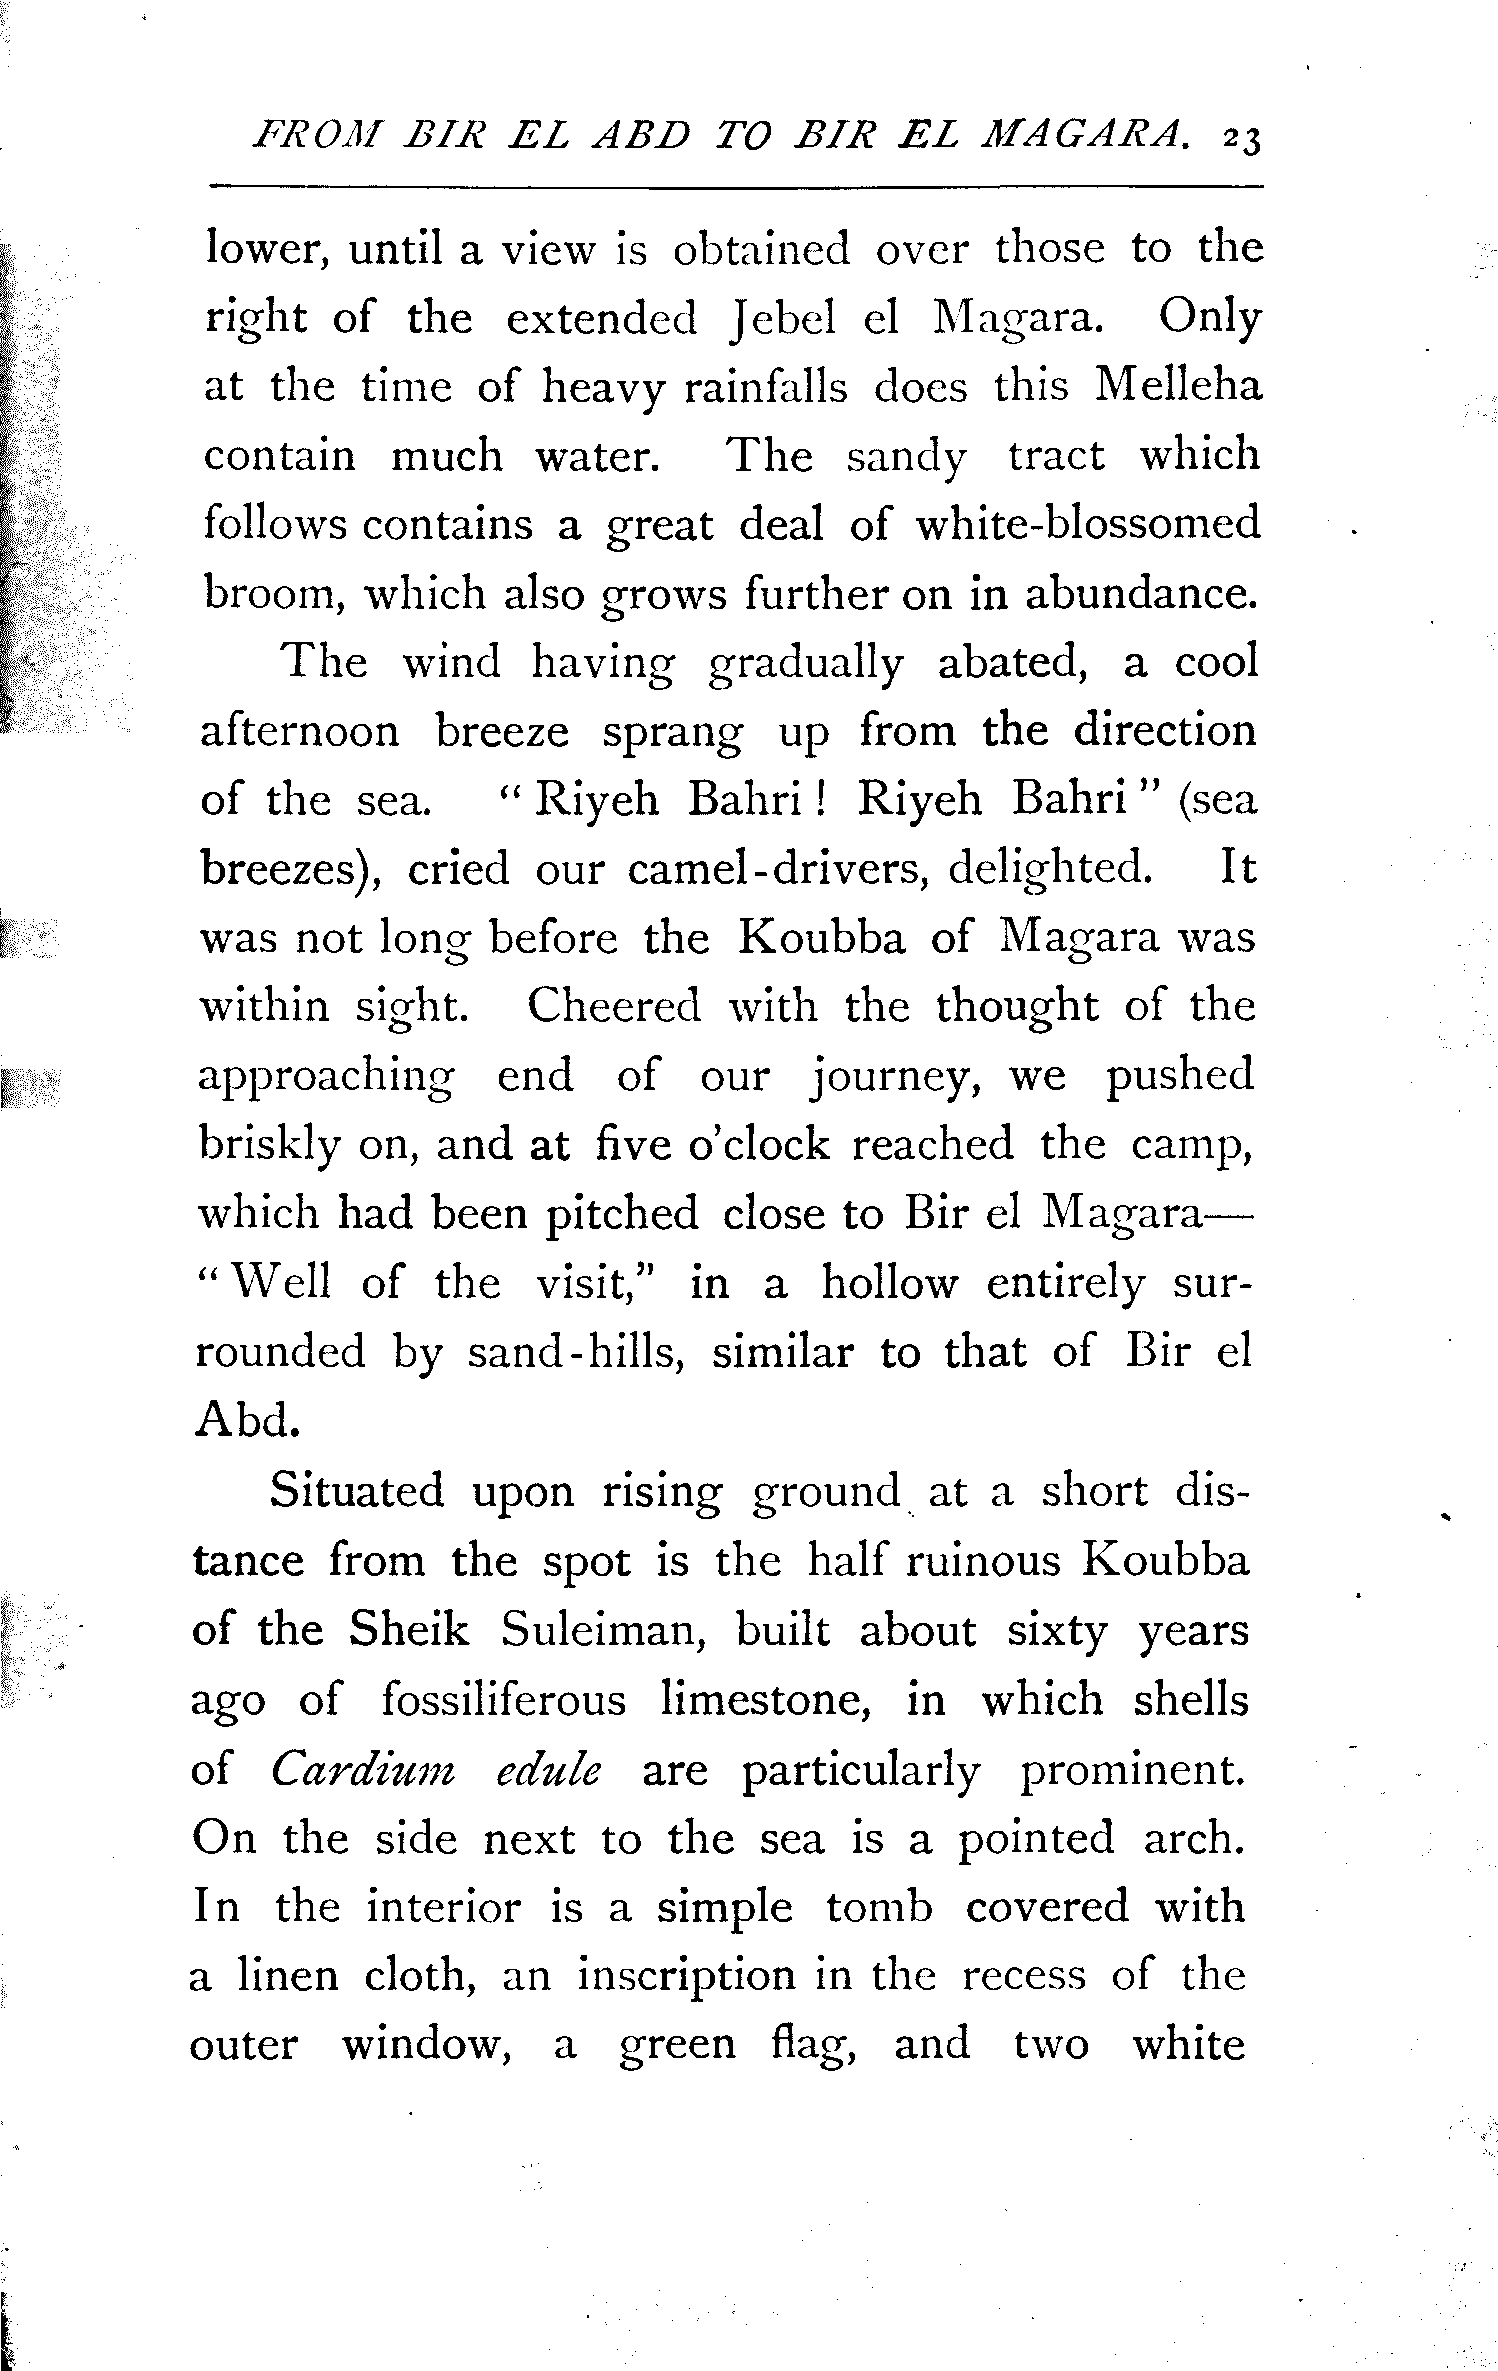 FROM BIR EL ABD TO BIR EL MAGARA. 23
lower, until a view is obtained over those to the
right of the extended Jebel el Magara. Only
at the time of heavy rainfalls does this Melleha
contain much water. The sandy tract which
follows contains a great deal of white-blossomed
broom, which also grows further on in abundance.
The wind having gradually abated, a cool
afternoon breeze sprang up from the direction
of the sea. “ Riyeh Bahri ! Riyeh Bahri ” (sea
breezes), cried our camel-drivers, delighted. It
was not long before the Koubba of Magara was
within sight. Cheered with the thought of the
approaching end of our journey, we pushed
briskly on, and at five o’clock reached the camp,
which had been pitched close to Bir el Magara—
“ Well of the visit,” in a hollow entirely sur-
rounded by sand-hills, similar to that of Bir el
Abd.
Situated upon rising ground at a short dis-
tance from the spot is the half ruinous Koubba
of the Sheik Suleiman, built about sixty years
ago of fossiliferous limestone, in which shells
of Cardium edule are particularly prominent.
On the side next to the sea is a pointed arch.
In the interior is a simple tomb covered with
a linen cloth, an inscription in the recess of the
outer window, a green flag, and two white